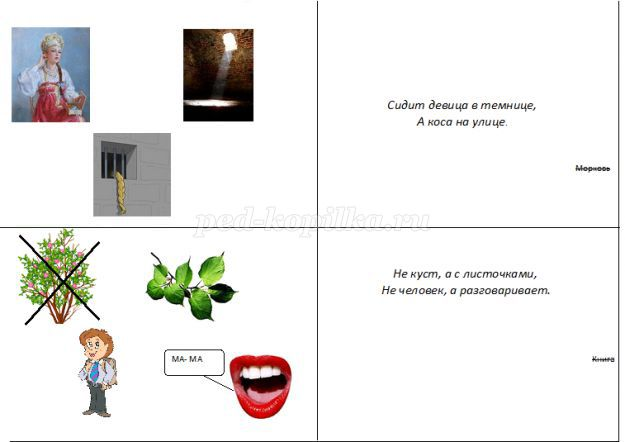 Сидит девица в темнице,
А коса на улице.
Морковь
ped-kopilka.ru
Не куст, а с листочками,
Не человек, а разговаривает.
МА- МА
Книга